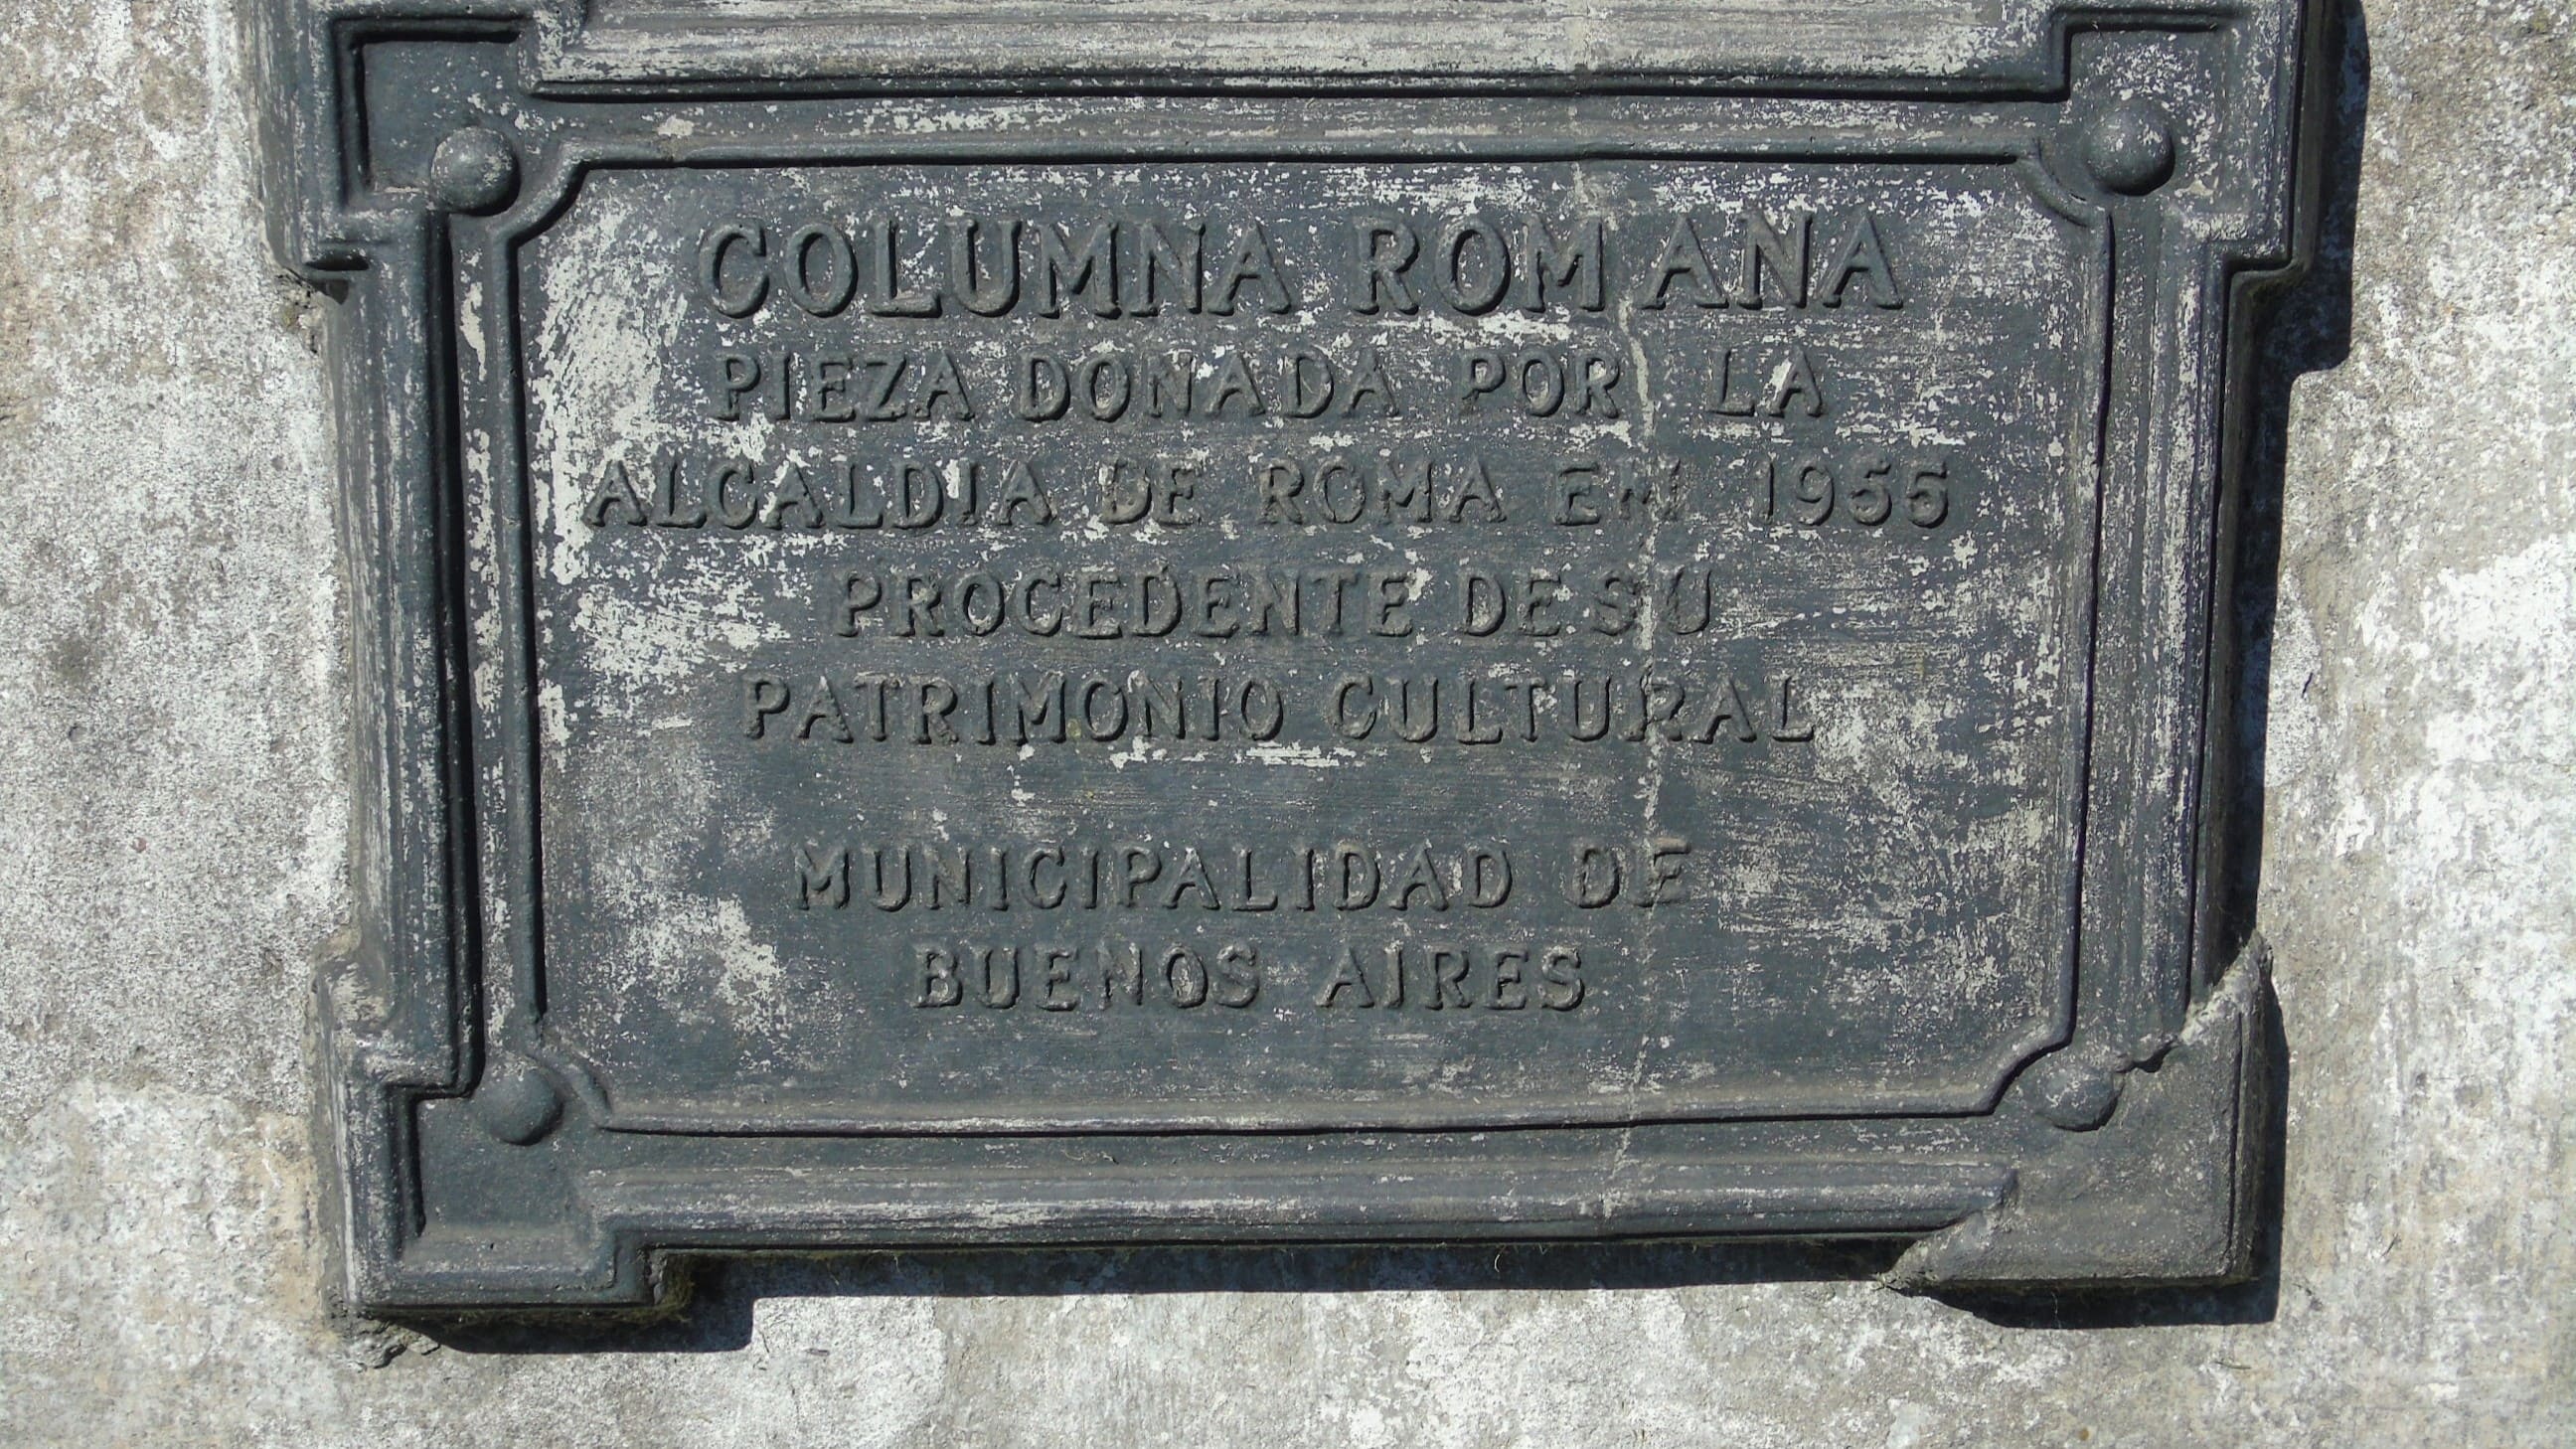 COLUMNA ROMANA
PIEZA DONADA POR LA
ALCALDIA DE ROMA EM 1955
PROCEDENTE DE SU
PATRIMONIO CULTURAL
MUNICIPALIDAD DE
BUENOS AIRES